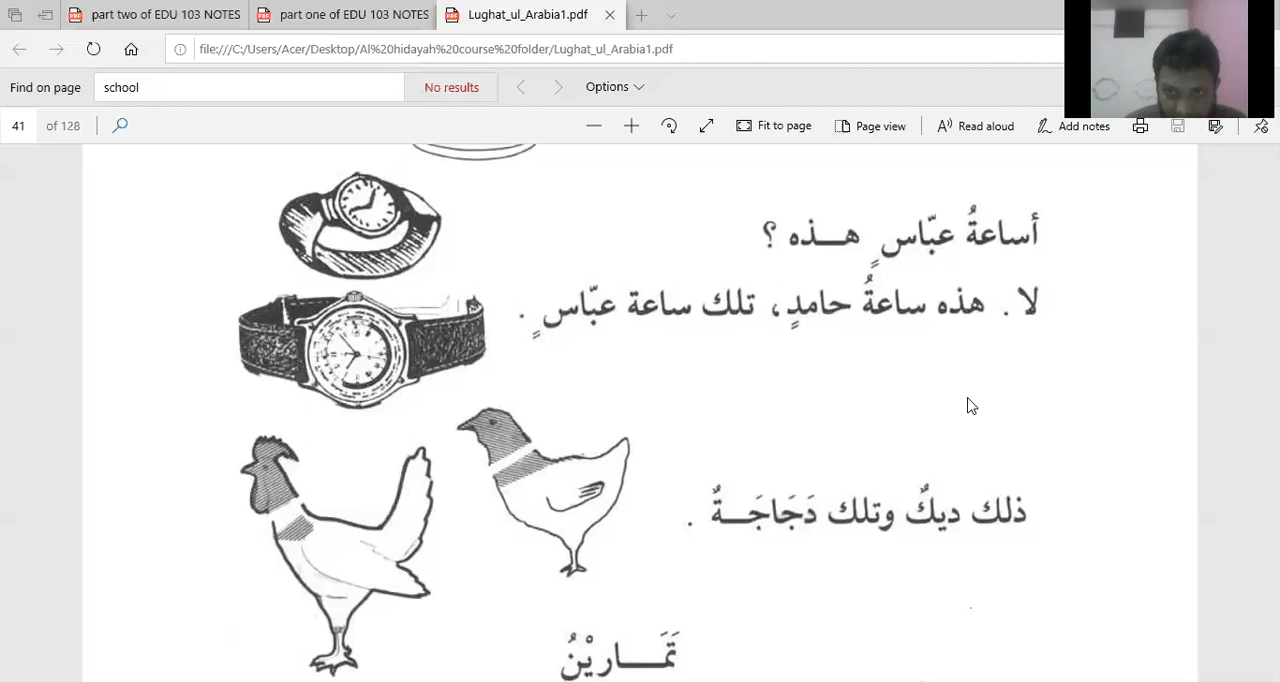 part two of EDU 103 NOTES
part one of EDU 103 NOTES
Lughat_ul_Arabia1.pdf
file:///C:/Users/Acer/Desktop/Al%20hidayah%20course%20folder/Lughat_ul_Arabia1.pdf
Find on page school No results Options
41 of 128 Fit to page Page view Read aloud Add notes
أساعةُ عبّاسٍ هـــذه ؟
لا . هذه ساعةُ حامدٍ، تلك ساعة عبّاسٍ .
ذلك ديكٌ وتلك دَجَاجَـــةٌ .
تَمَـــارِيْنُ